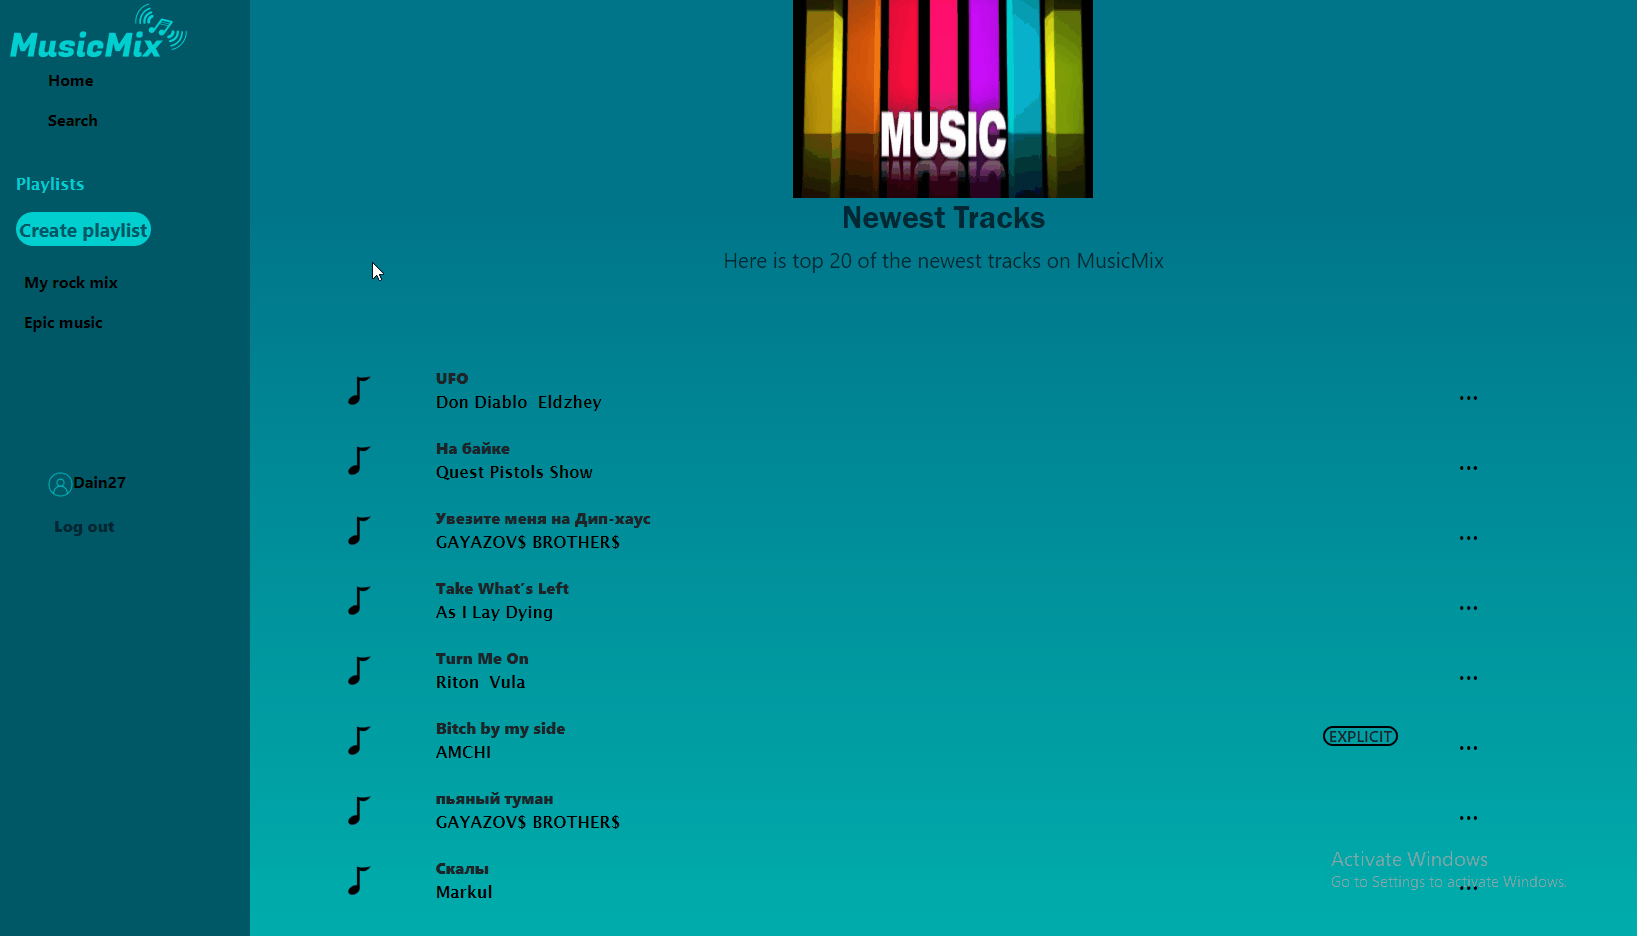 MusicMix
Home
Search
Playlists
Create playlist
My rock mix
Epic music
Dain27
Log out
MUSIC
Newest Tracks
Here is top 20 of the newest tracks on MusicMix
UFO
Don Diablo  Eldzhey
...
На байке
Quest Pistols Show
...
Увезите меня на Дип-хаус
GAYAZOV$ BROTHER$
...
Take What's Left
As I Lay Dying
...
Turn Me On
Riton  Vula
...
Bitch by my side
AMCHI
EXPLICIT
...
пьяный туман
GAYAZOV$ BROTHER$
...
Скалы
Markul
...
Activate Windows
Go to Settings to activate Windows.